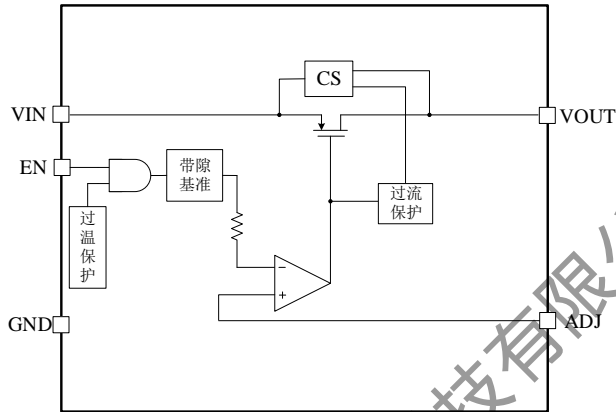 CS
VIN
VOUT
EN
带隙
基准
过流
保护
过
温
保
护
−
+
GND
ADJ
技有限公